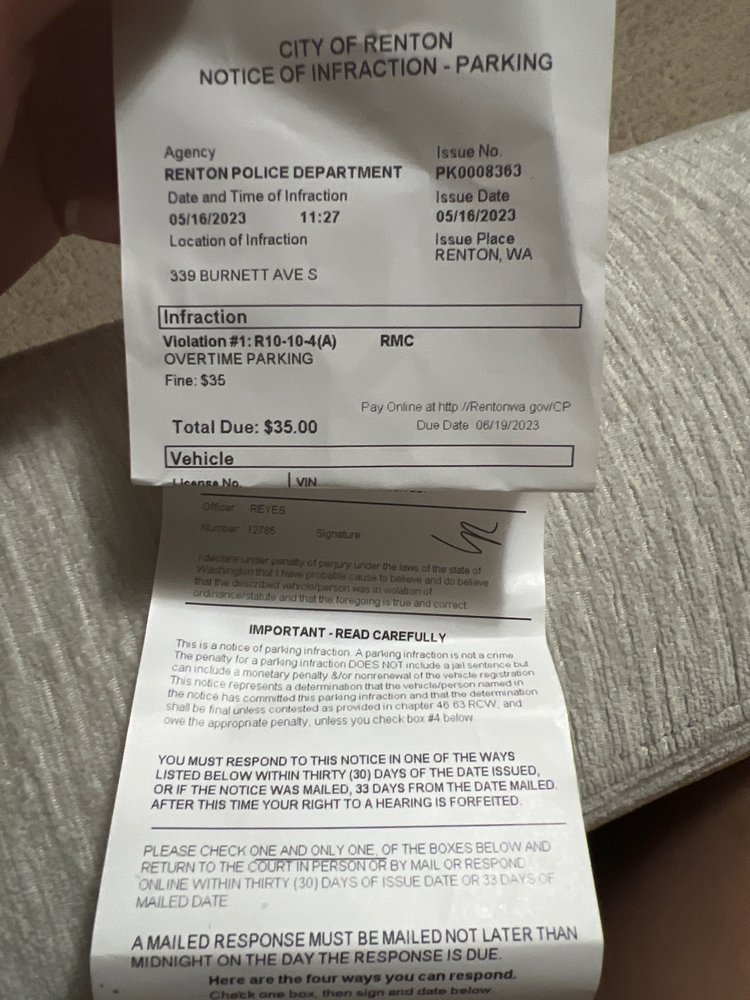 CITY OF RENTON
NOTICE OF INFRACTION - PARKING
Agency Issue No.
RENTON POLICE DEPARTMENT PK0008363
Date and Time of Infraction Issue Date
05/16/2023 11:27 05/16/2023
Location of Infraction Issue Place
RENTON, WA
339 BURNETT AVE S
Infraction
Violation #1: R10-10-4(A) RMC
OVERTIME PARKING
Fine: $35
Pay Online at http //Rentonwa.gov/CP
Total Due: $35.00 Due Date 06/19/2023
Vehicle
License No. VIN
Officer REYES
Number 12785 Signature:
I declare under penalty of perjury under the laws of the state of
Washington that I have probable cause to believe and do believe
that the described vehicle/person was in violation of
ordinance/statute and that the foregoing is true and correct
IMPORTANT - READ CAREFULLY
This is a notice of parking infraction. A parking infraction is not a crime.
The penalty for a parking infraction DOES NOT include a jail sentence but
can include a monetary penalty &/or nonrenewal of the vehicle registration.
This notice represents a determination that the vehicle/person named in
the notice has committed this parking infraction and that the determination
shall be final unless contested as provided in chapter 46 63 RCW, and
owe the appropriate penalty, unless you check box #4 below
YOU MUST RESPOND TO THIS NOTICE IN ONE OF THE WAYS
LISTED BELOW WITHIN THIRTY (30) DAYS OF THE DATE ISSUED,
OR IF THE NOTICE WAS MAILED, 33 DAYS FROM THE DATE MAILED.
AFTER THIS TIME YOUR RIGHT TO A HEARING IS FORFEITED.
PLEASE CHECK ONE AND ONLY ONE, OF THE BOXES BELOW AND
RETURN TO THE COURT IN PERSON OR BY MAIL OR RESPOND
ONLINE WITHIN THIRTY (30) DAYS OF ISSUE DATE OR 33 DAYS OF
MAILED DATE
A MAILED RESPONSE MUST BE MAILED NOT LATER THAN
MIDNIGHT ON THE DAY THE RESPONSE IS DUE.
Here are the four ways you can respond.
Check one box, then sign and date below